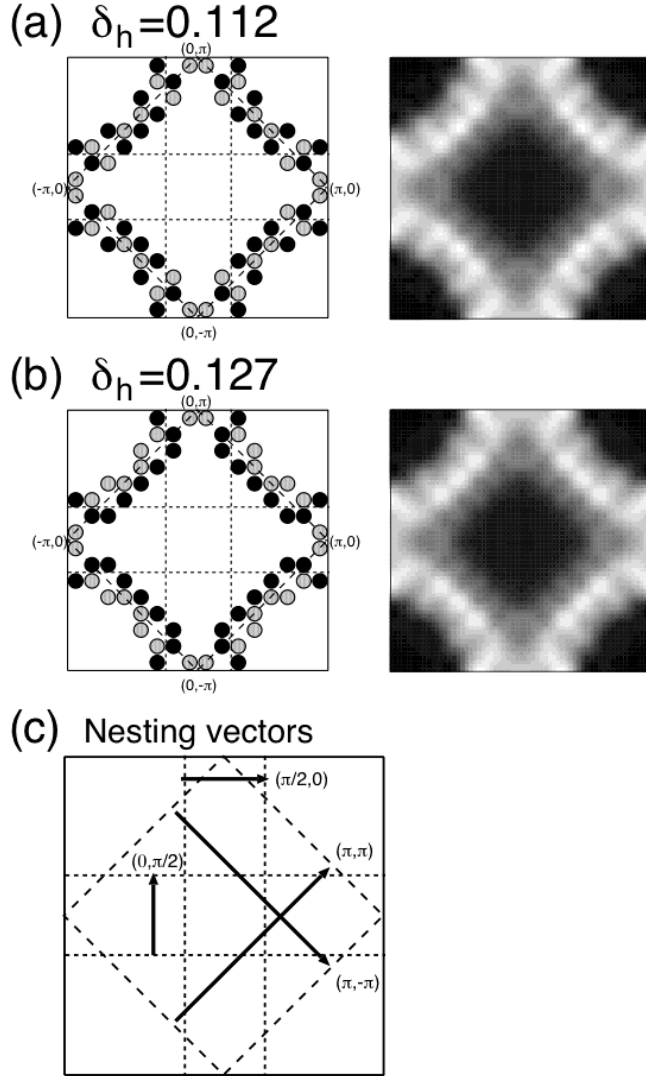 (a) δh=0.112
(0,π)
(-π,0)
(π,0)
(0,-π)
(b) δh=0.127
(0,π)
(-π,0)
(π,0)
(0,-π)
(c) Nesting vectors
(π/2,0)
(0,π/2)
(π,π)
(π,-π)